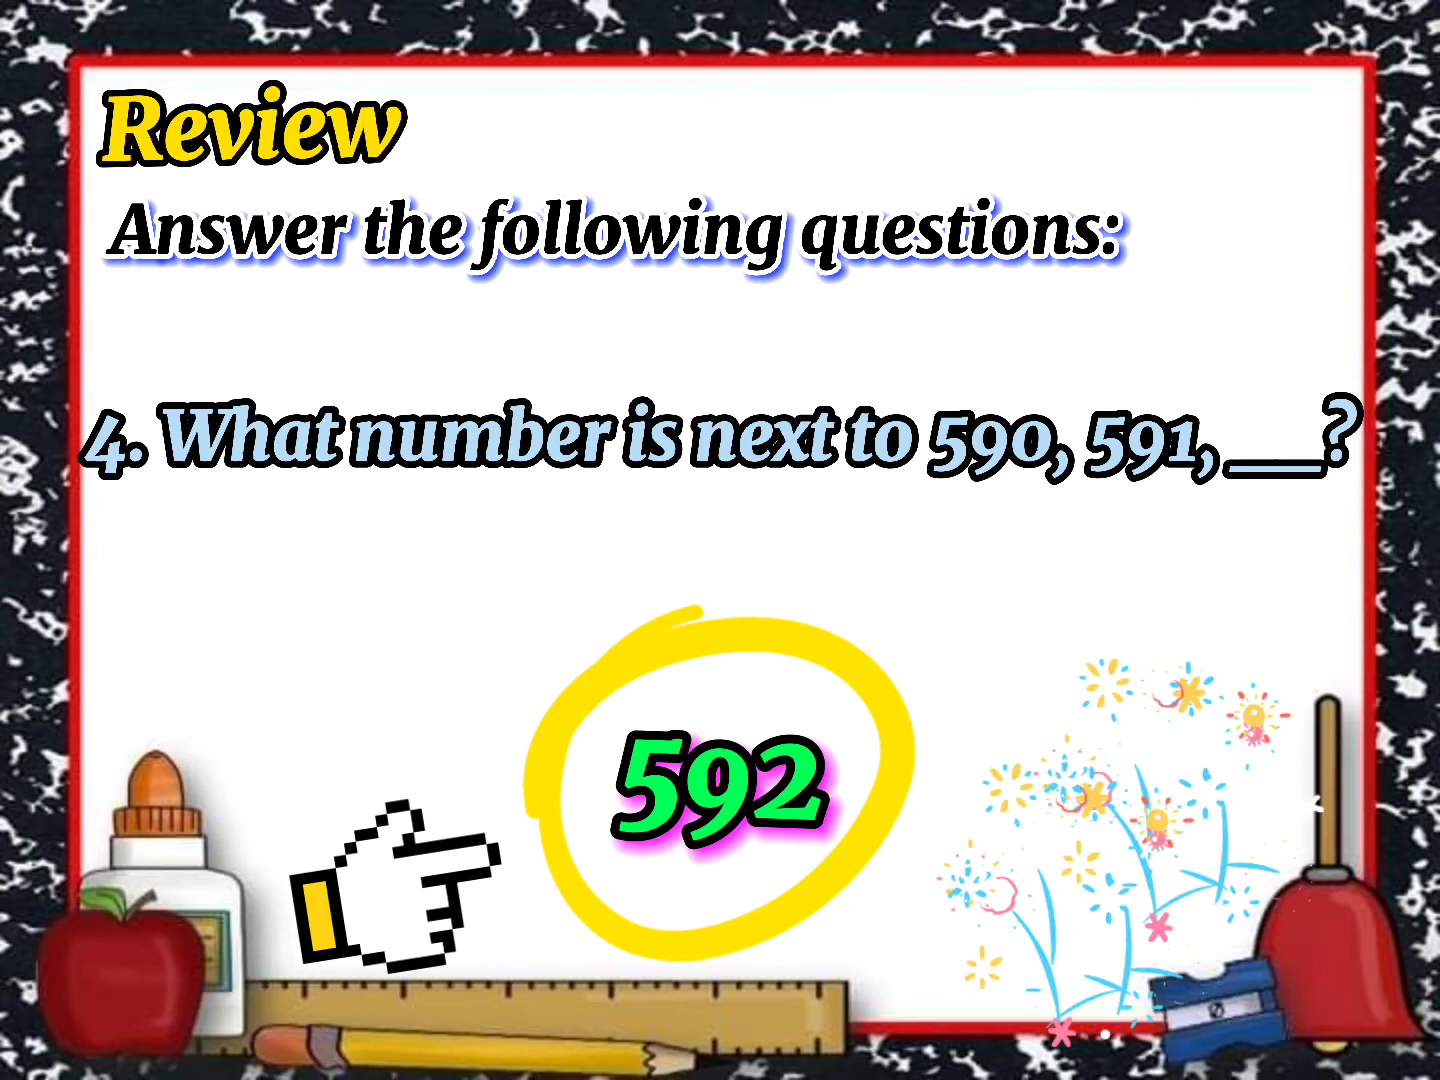 Review
Answer the following questions:
4. What number is next to 590, 591, ___?
592